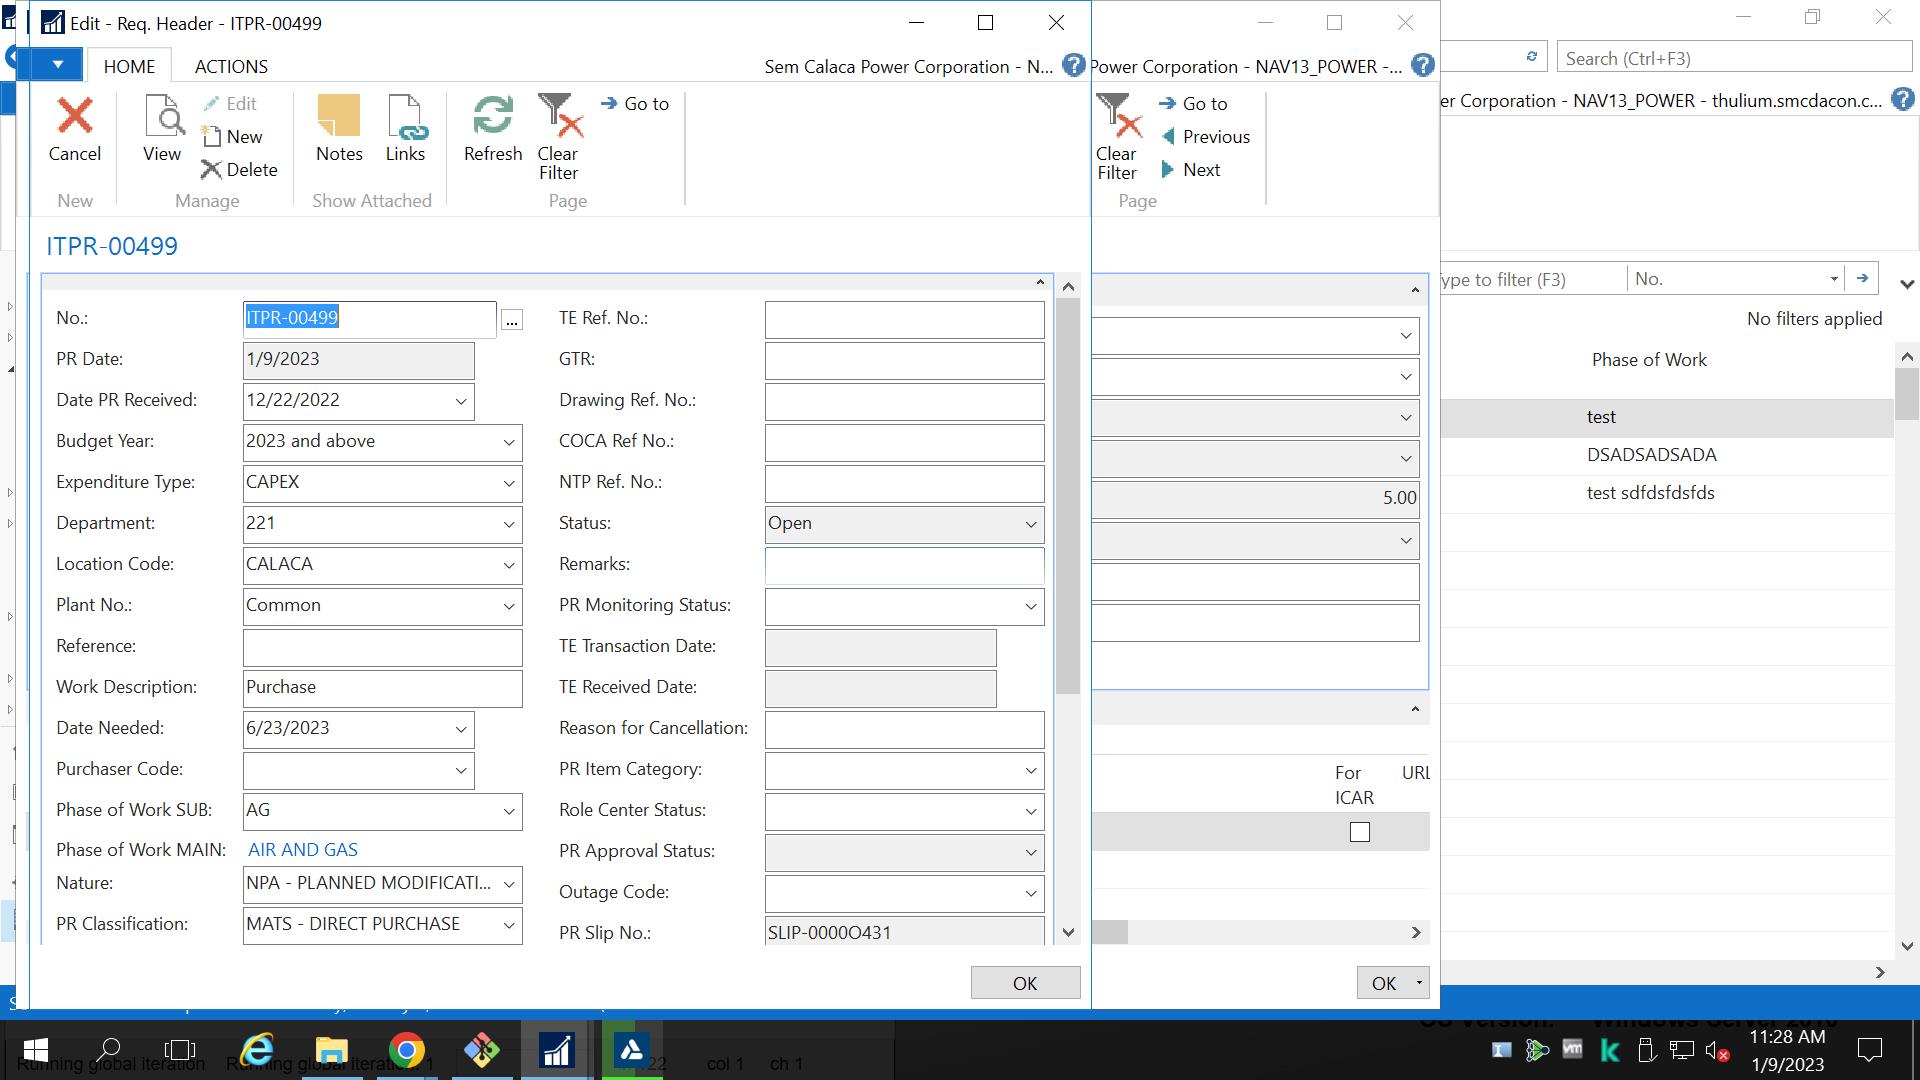 Edit - Req. Header - ITPR-00499
HOME
ACTIONS
Sem Calaca Power Corporation - N...
Power Corporation - NAV13_POWER -...
Search (Ctrl+F3)
er Corporation - NAV13_POWER - thulium.smcdacon.c...
Cancel
New
View
Edit
New
Delete
Manage
Notes
Links
Show Attached
Refresh
Clear
Filter
Go to
Page
Clear
Filter
Go to
Previous
Next
Page
ITPR-00499
No.: ITPR-00499
PR Date: 1/9/2023
Date PR Received: 12/22/2022
Budget Year: 2023 and above
Expenditure Type: CAPEX
Department: 221
Location Code: CALACA
Plant No.: Common
Reference:
Work Description: Purchase
Date Needed: 6/23/2023
Purchaser Code:
Phase of Work SUB: AG
Phase of Work MAIN: AIR AND GAS
Nature: NPA - PLANNED MODIFICATI...
PR Classification: MATS - DIRECT PURCHASE
TE Ref. No.:
GTR:
Drawing Ref. No.:
COCA Ref No.:
NTP Ref. No.:
Status: Open
Remarks:
PR Monitoring Status:
TE Transaction Date:
TE Received Date:
Reason for Cancellation:
PR Item Category:
Role Center Status:
PR Approval Status:
Outage Code:
PR Slip No.: SLIP-0000O431
OK
5.00
For
ICAR
URL
OK
ype to filter (F3)
No.
No filters applied
Phase of Work
test
DSADSADSADA
test sdfdsfdsfds
Running global iteration
Running global iteration: 1
22
col 1
ch 1
OS Version: Windows Server 2016
11:28 AM
1/9/2023